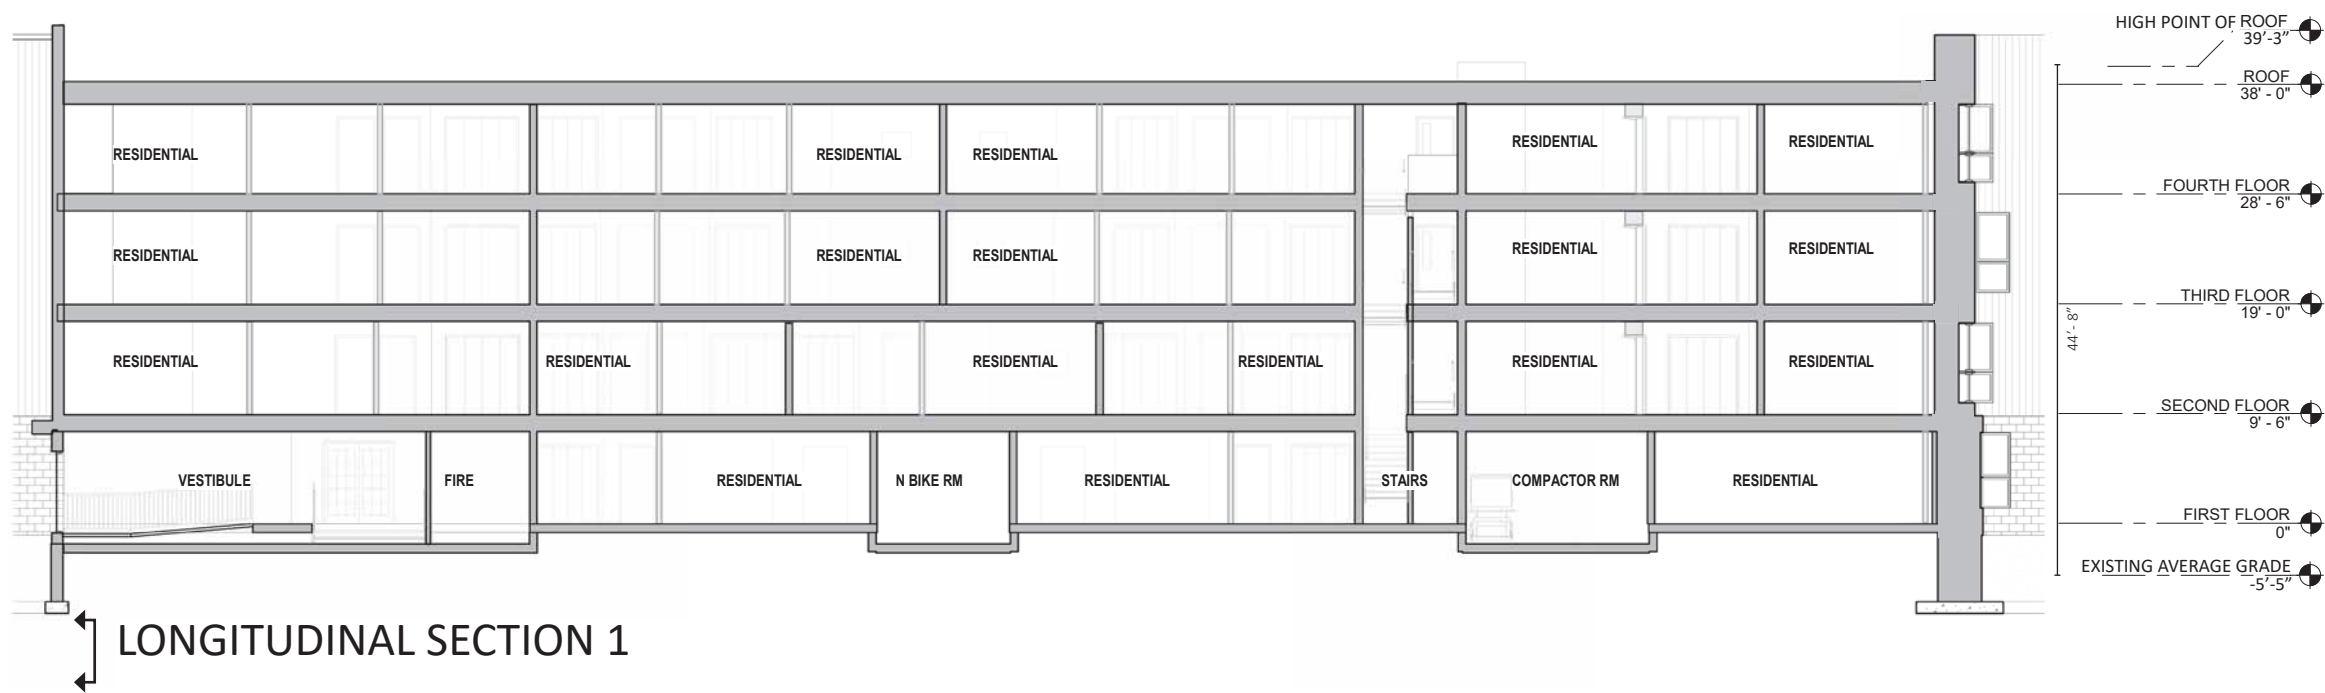 HIGH POINT OF ROOF
39'-3"
ROOF
38' - 0"
RESIDENTIAL RESIDENTIAL RESIDENTIAL RESIDENTIAL RESIDENTIAL
FOURTH FLOOR
28' - 6"
RESIDENTIAL RESIDENTIAL RESIDENTIAL RESIDENTIAL RESIDENTIAL
THIRD FLOOR
19' - 0"
44' - 8"
RESIDENTIAL RESIDENTIAL RESIDENTIAL RESIDENTIAL RESIDENTIAL RESIDENTIAL
SECOND FLOOR
9' - 6"
VESTIBULE FIRE RESIDENTIAL N BIKE RM RESIDENTIAL STAIRS COMPACTOR RM RESIDENTIAL
FIRST FLOOR
0"
EXISTING AVERAGE GRADE
-5'-5"
LONGITUDINAL SECTION 1